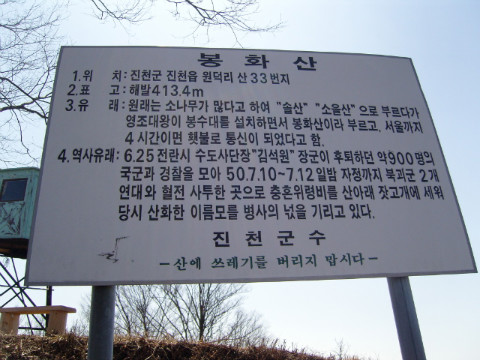 봉화산
1.위 치:진천군 진천읍 원덕리 산33번지
2.표 고:해발413.4m
3.유 래:원래는 소나무가 많다고 하여 "솔산" "소을산"으로 부르다가
영조대왕이 봉수대를 설치하면서 봉화산이라 부르고, 서울까지
4시간이면 횃불로 통신이 되었다고 함.
4.역사유래:6.25전란시 수도사단장"김석원"장군이 후퇴하던 약900명의
국군과 경찰을 모아 50.7.10~7.12일밤 자정까지 북괴군 2개
연대와 혈전 사투한 곳으로 충혼위령비를 산아래 잣고개에 세워
당시 산화한 이름모를 병사의 넋을 기리고 있다.
진천군수
-산에 쓰레기를 버리지 맙시다-